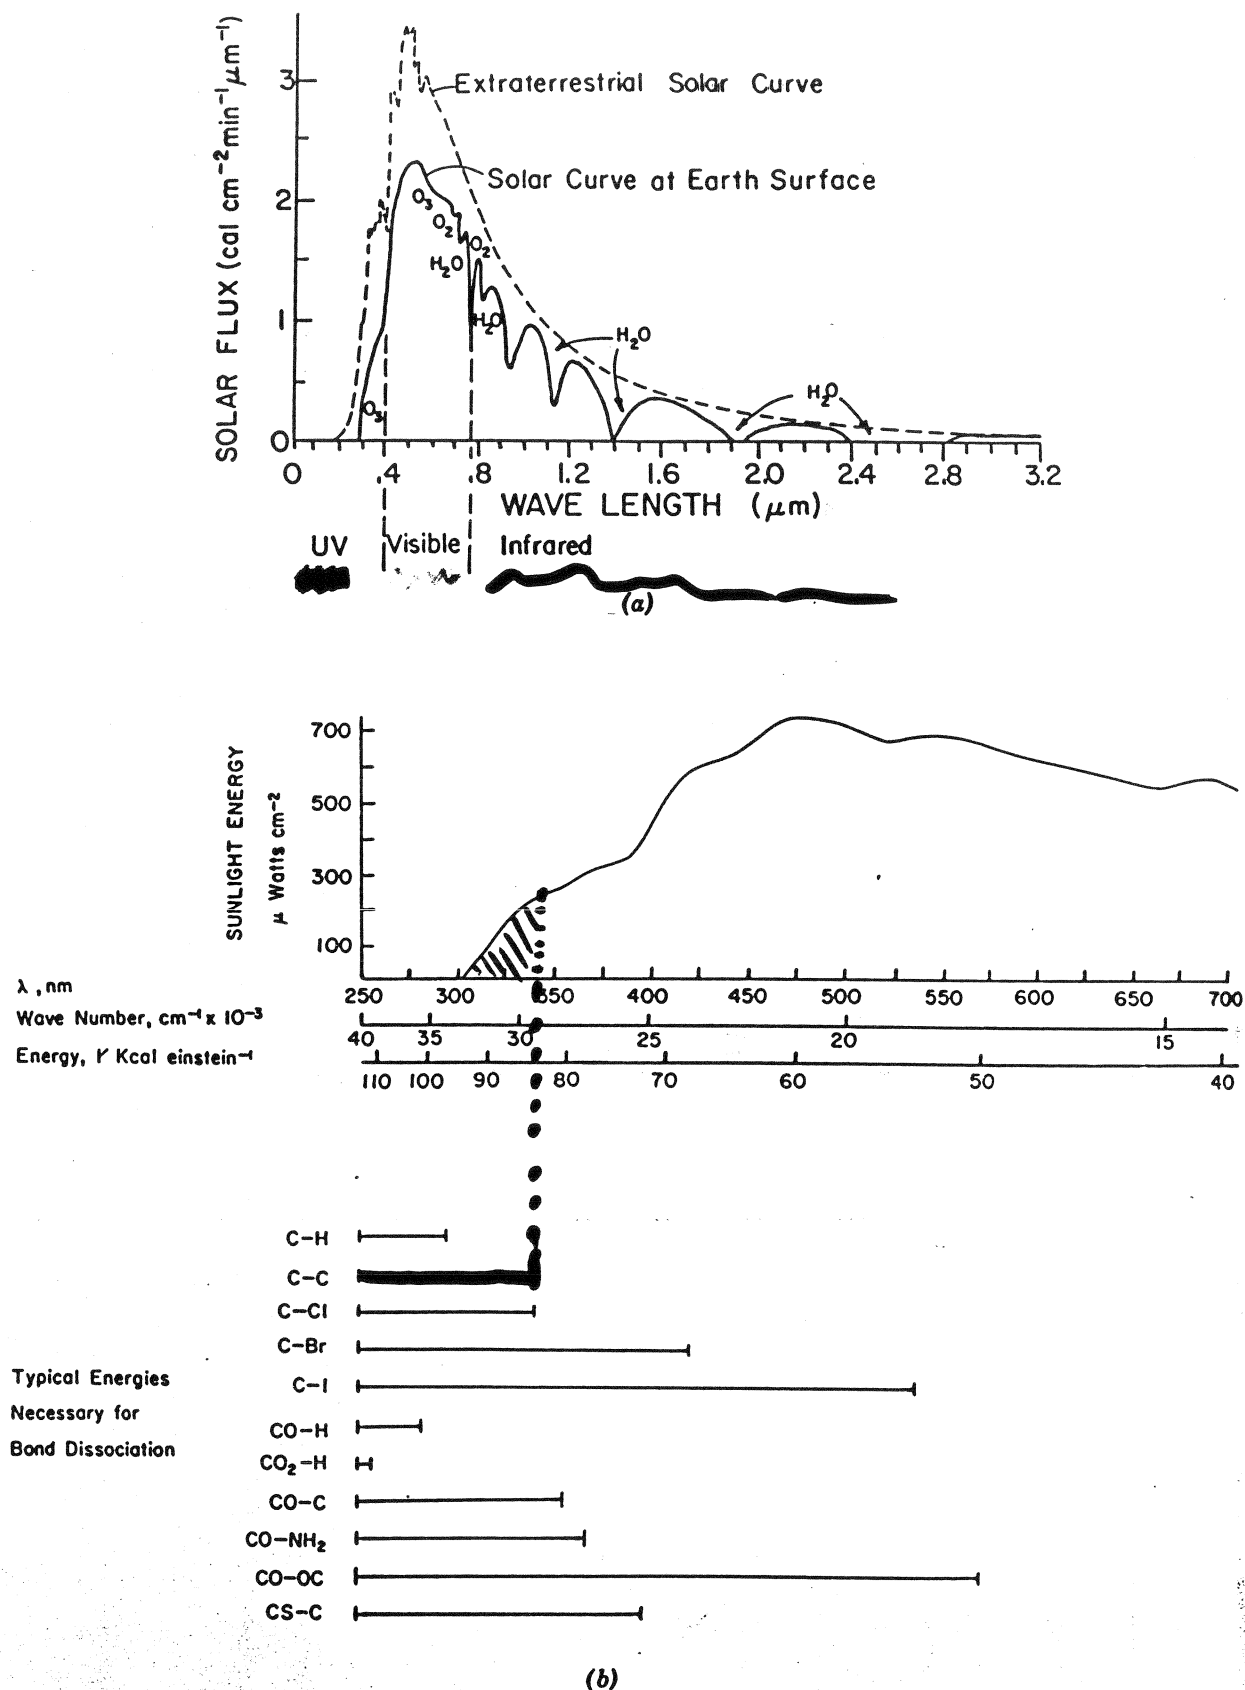 SOLAR FLUX (cal cm⁻²min⁻¹μm⁻¹)
3
2
1
0
Extraterrestrial Solar Curve
Solar Curve at Earth Surface
O₃
O₂
O₂
H₂O
H₂O
H₂O
H₂O
O₃
0 .4 .8 1.2 1.6 2.0 2.4 2.8 3.2
WAVE LENGTH (μm)
UV Visible Infrared
(a)
SUNLIGHT ENERGY
μ Watts cm⁻²
700
500
300
200
100
λ, nm
250 300 350 400 450 500 550 600 650 700
Wave Number, cm⁻¹ x 10⁻³
40 35 30 25 20 15
Energy, Kcal einstein⁻¹
110 100 90 80 70 60 50 40
C-H
C-C
C-Cl
C-Br
Typical Energies
C-I
Necessary for
CO-H
Bond Dissociation
CO₂-H
CO-C
CO-NH₂
CO-OC
CS-C
(b)